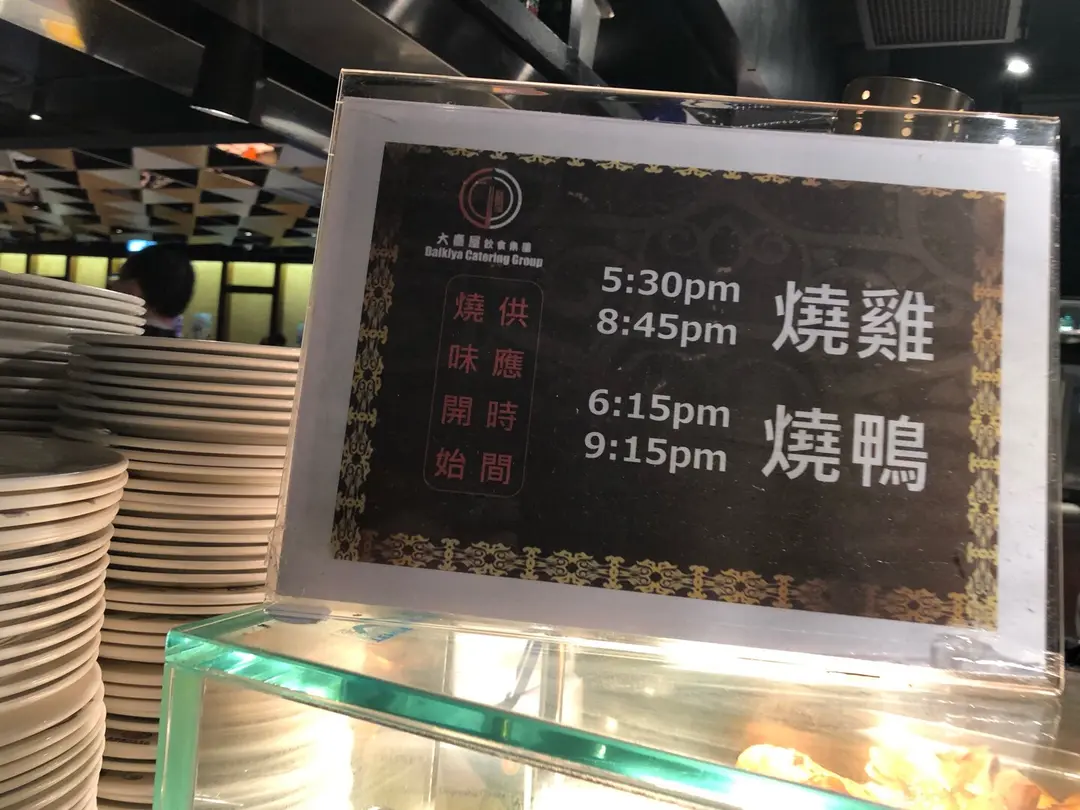 大喜屋飲食集團
Daikiya Catering Group
燒味開始
供應時間
5:30pm
8:45pm
燒雞
6:15pm
9:15pm
燒鴨